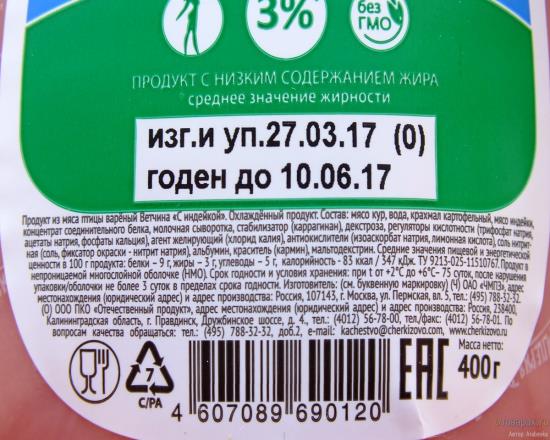 3%
без
ГМО
ПРОДУКТ С НИЗКИМ СОДЕРЖАНИЕМ ЖИРА
среднее значение жирности
изг.и уп.27.03.17 (0)
годен до 10.06.17
Продукт из мяса птицы варёный Ветчина «С индейкой». Охлаждённый продукт. Состав: мясо кур, вода, крахмал картофельный, мясо индейки,
концентрат соединительного белка, молочная сыворотка, стабилизатор (каррагинан), декстроза, регуляторы кислотности (трифосфат натрия,
ацетаты натрия, фосфаты кальция), агент желирующий (хлорид калия), антиокислители (изоаскорбат натрия, лимонная кислота), соль нитрит-
ная (соль, фиксатор окраски - нитрит натрия), альбумин, краситель (кармин), мальтодекстрин. Средние значения пищевой и энергетической
ценности в 100 г продукта: белки – 9 г, жиры – 3 г, углеводы – 5 г, калорийность - 83 ккал / 347 кДж. ТУ 9213-025-11510767. Продукт в
непроницаемой многослойной оболочке (НМО). Срок годности и условия хранения: при t от +2°С до +6°С– 75 суток, после нарушения
упаковки/оболочки не более 3 суток в пределах срока годности. Изготовители: (см. буквенную маркировку) (Ч) ОАО «ЧМПЗ», адрес
местонахождения (юридический адрес) и адрес производства: Россия, 107143, г. Москва, ул. Пермская, вл. 5, тел.: (495) 788-32-32.
(О) ООО ПКО «Отечественный продукт», адрес местонахождения (юридический адрес) и адрес производства: Россия, 238400,
Калининградская область, г. Правдинск, Дружбинское шоссе, д. 4., тел.: (4012) 56-78-00, тел./факс: (4012) 56-78-01. По
вопросам качества обращаться: тел.: (495) 788-32-32, доб.2, e-mail: kachestvo@cherkizovo.com
Масса нетто:
400 г
EAC
7
C/PA
4 607089 690120
Автор: